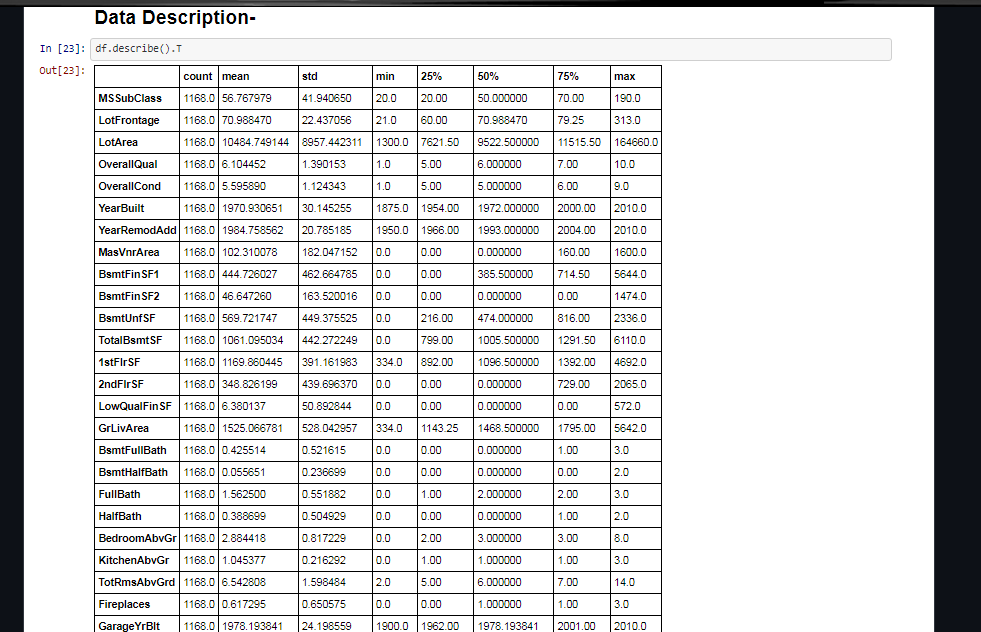 Data Description-
In [23]: df.describe().T
Out[23]:
count mean std min 25% 50% 75% max
MSSubClass 1168.0 56.767979 41.940650 20.0 20.00 50.000000 70.00 190.0
LotFrontage 1168.0 70.988470 22.437056 21.0 60.00 70.988470 79.25 313.0
LotArea 1168.0 10484.749144 8957.442311 1300.0 7621.50 9522.500000 11515.50 164660.0
OverallQual 1168.0 6.104452 1.390153 1.0 5.00 6.000000 7.00 10.0
OverallCond 1168.0 5.595890 1.124343 1.0 5.00 5.000000 6.00 9.0
YearBuilt 1168.0 1970.930651 30.145255 1875.0 1954.00 1972.000000 2000.00 2010.0
YearRemodAdd 1168.0 1984.758562 20.785185 1950.0 1966.00 1993.000000 2004.00 2010.0
MasVnrArea 1168.0 102.310078 182.047152 0.0 0.00 0.000000 160.00 1600.0
BsmtFinSF1 1168.0 444.726027 462.664785 0.0 0.00 385.500000 714.50 5644.0
BsmtFinSF2 1168.0 46.647260 163.520016 0.0 0.00 0.000000 0.00 1474.0
BsmtUnfSF 1168.0 569.721747 449.375525 0.0 216.00 474.000000 816.00 2336.0
TotalBsmtSF 1168.0 1061.095034 442.272249 0.0 799.00 1005.500000 1291.50 6110.0
1stFlrSF 1168.0 1169.860445 391.161983 334.0 892.00 1096.500000 1392.00 4692.0
2ndFlrSF 1168.0 348.826199 439.696370 0.0 0.00 0.000000 729.00 2065.0
LowQualFinSF 1168.0 6.380137 50.892844 0.0 0.00 0.000000 0.00 572.0
GrLivArea 1168.0 1525.066781 528.042957 334.0 1143.25 1468.500000 1795.00 5642.0
BsmtFullBath 1168.0 0.425514 0.521615 0.0 0.00 0.000000 1.00 3.0
BsmtHalfBath 1168.0 0.055651 0.236699 0.0 0.00 0.000000 0.00 2.0
FullBath 1168.0 1.562500 0.551882 0.0 1.00 2.000000 2.00 3.0
HalfBath 1168.0 0.388699 0.504929 0.0 0.00 0.000000 1.00 2.0
BedroomAbvGr 1168.0 2.884418 0.817229 0.0 2.00 3.000000 3.00 8.0
KitchenAbvGr 1168.0 1.045377 0.216292 0.0 1.00 1.000000 1.00 3.0
TotRmsAbvGrd 1168.0 6.542808 1.598484 2.0 5.00 6.000000 7.00 14.0
Fireplaces 1168.0 0.617295 0.650575 0.0 0.00 1.000000 1.00 3.0
GarageYrBlt 1168.0 1978.193841 24.198559 1900.0 1962.00 1978.193841 2001.00 2010.0